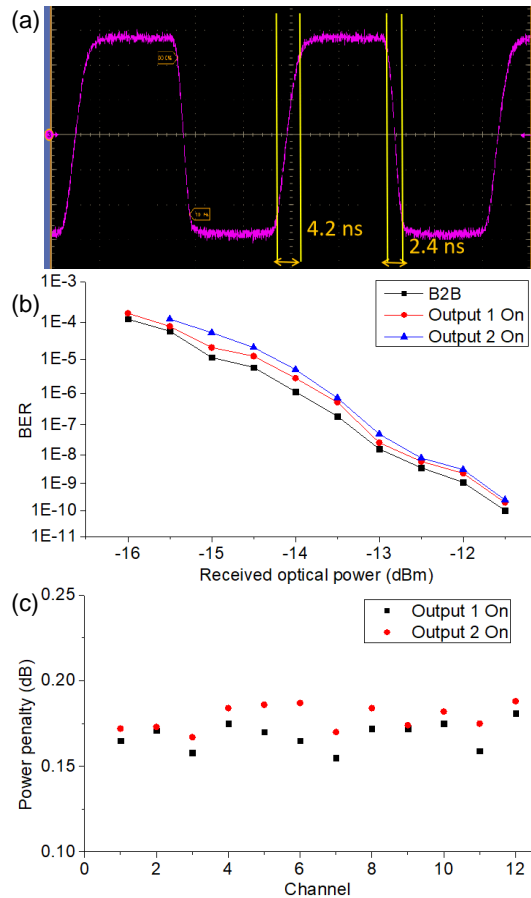 (a)
4.2 ns
2.4 ns
(b)
B2B
Output 1 On
Output 2 On
1E-3
1E-4
1E-5
1E-6
1E-7
1E-8
1E-9
1E-10
1E-11
BER
-16 -15 -14 -13 -12
Received optical power (dBm)
(c)
Output 1 On
Output 2 On
0.25
0.20
0.15
0.10
Power penalty (dB)
0 2 4 6 8 10 12
Channel